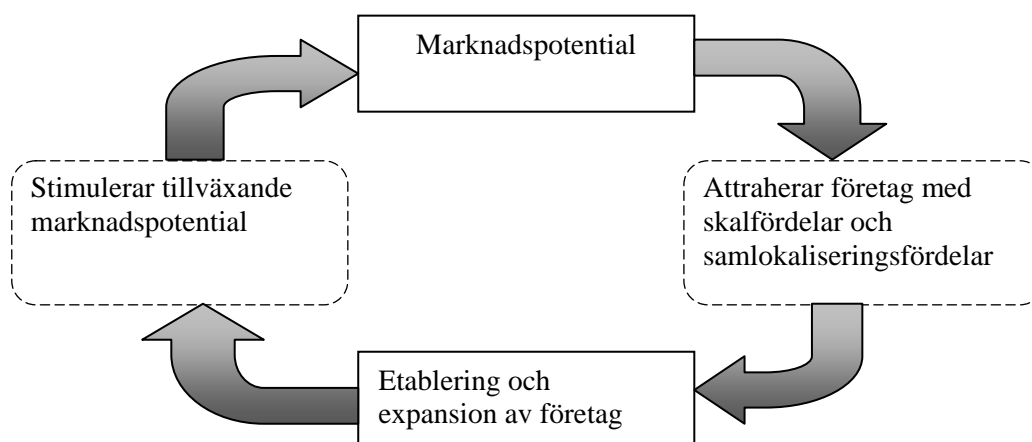 Marknadspotential
Attraherar företag med
skalfördelar och
samlokaliseringsfördelar
Etablering och
expansion av företag
Stimulerar tillväxande
marknadspotential